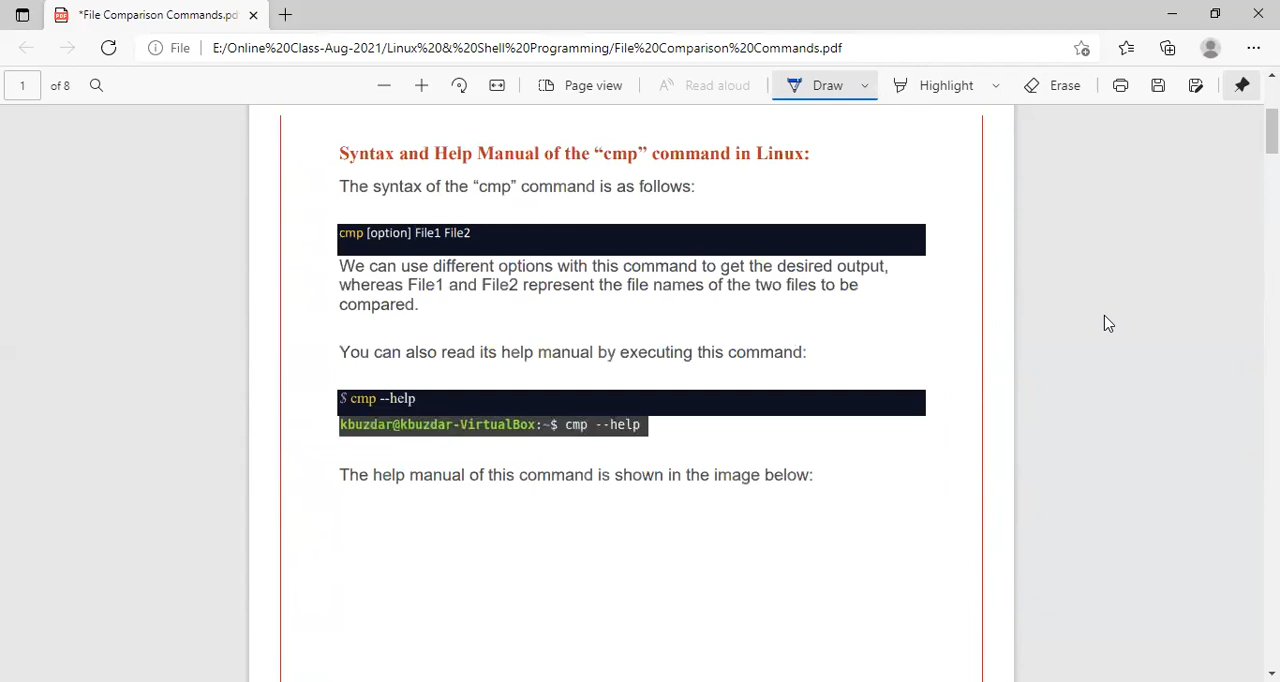 *File Comparison Commands.pd
File
E:/Online%20Class-Aug-2021/Linux%20&%20Shell%20Programming/File%20Comparison%20Commands.pdf
1 of 8
Page view
Read aloud
Draw
Highlight
Erase
Syntax and Help Manual of the “cmp” command in Linux:
The syntax of the “cmp” command is as follows:
cmp [option] File1 File2
We can use different options with this command to get the desired output,
whereas File1 and File2 represent the file names of the two files to be
compared.
You can also read its help manual by executing this command:
$ cmp --help
kbuzdar@kbuzdar-VirtualBox:~$ cmp --help
The help manual of this command is shown in the image below: